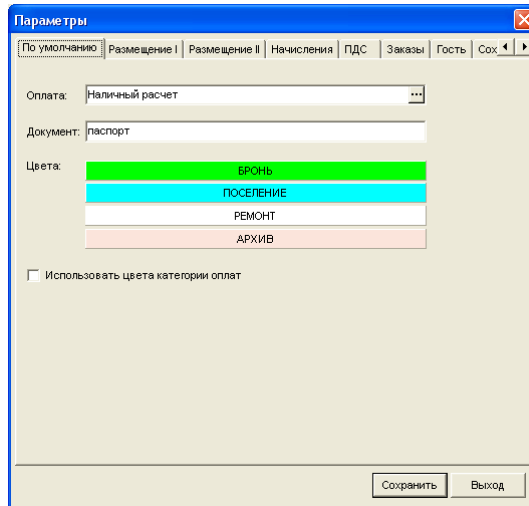 Параметры
По умолчанию Размещение I Размещение II Начисления ПДС Заказы Гость Сох
Оплата: Наличный расчет ...
Документ: паспорт
Цвета:
БРОНЬ
ПОСЕЛЕНИЕ
РЕМОНТ
АРХИВ
Использовать цвета категории оплат
Сохранить Выход